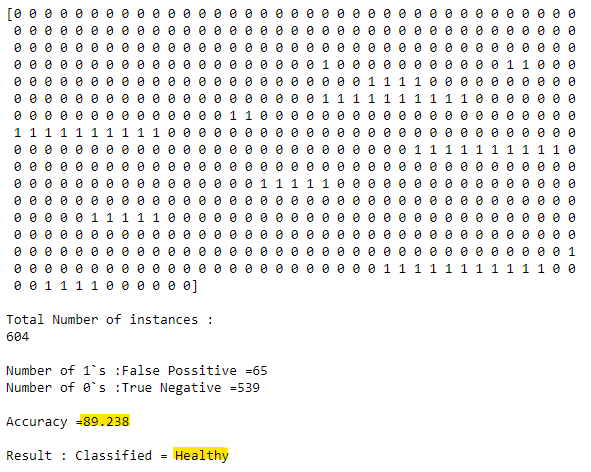 [0 0 0 0 0 0 0 0 0 0 0 0 0 0 0 0 0 0 0 0 0 0 0 0 0 0 0 0 0 0 0 0 0 0 0 0 0
0 0 0 0 0 0 0 0 0 0 0 0 0 0 0 0 0 0 0 0 0 0 0 0 0 0 0 0 0 0 0 0 0 0 0 0 0
0 0 0 0 0 0 0 0 0 0 0 0 0 0 0 0 0 0 0 0 0 0 0 0 0 0 0 0 0 0 0 0 0 0 0 0 0
0 0 0 0 0 0 0 0 0 0 0 0 0 0 0 0 0 0 0 0 1 0 0 0 0 0 0 0 0 0 0 0 1 1 0 0 0
0 0 0 0 0 0 0 0 0 0 0 0 0 0 0 0 0 0 0 0 0 0 0 1 1 1 1 0 0 0 0 0 0 0 0 0 0
0 0 0 0 0 0 0 0 0 0 0 0 0 0 0 0 0 0 0 0 1 1 1 1 1 1 1 1 1 1 0 0 0 0 0 0 0
0 0 0 0 0 0 0 0 0 0 0 0 0 0 1 1 0 0 0 0 0 0 0 0 0 0 0 0 0 0 0 0 0 0 0 0 0
1 1 1 1 1 1 1 1 1 1 0 0 0 0 0 0 0 0 0 0 0 0 0 0 0 0 0 0 0 0 0 0 0 0 0 0 0
0 0 0 0 0 0 0 0 0 0 0 0 0 0 0 0 0 0 0 0 0 0 0 0 0 0 1 1 1 1 1 1 1 1 1 1 0
0 0 0 0 0 0 0 0 0 0 0 0 0 0 0 0 0 0 0 0 0 0 0 0 0 0 0 0 0 0 0 0 0 0 0 0 0
0 0 0 0 0 0 0 0 0 0 0 0 0 0 0 0 1 1 1 1 1 0 0 0 0 0 0 0 0 0 0 0 0 0 0 0 0
0 0 0 0 0 0 0 0 0 0 0 0 0 0 0 0 0 0 0 0 0 0 0 0 0 0 0 0 0 0 0 0 0 0 0 0 0
0 0 0 0 0 1 1 1 1 1 0 0 0 0 0 0 0 0 0 0 0 0 0 0 0 0 0 0 0 0 0 0 0 0 0 0 0
0 0 0 0 0 0 0 0 0 0 0 0 0 0 0 0 0 0 0 0 0 0 0 0 0 0 0 0 0 0 0 0 0 0 0 0 0
0 0 0 0 0 0 0 0 0 0 0 0 0 0 0 0 0 0 0 0 0 0 0 0 0 0 0 0 0 0 0 0 0 0 0 0 1
0 0 0 0 0 0 0 0 0 0 0 0 0 0 0 0 0 0 0 0 0 0 0 0 1 1 1 1 1 1 1 1 1 1 1 0 0
0 0 1 1 1 1 0 0 0 0 0 0]
Total Number of instances :
604
Number of 1`s :False Possitive =65
Number of 0`s :True Negative =539
Accuracy =89.238
Result : Classified = Healthy